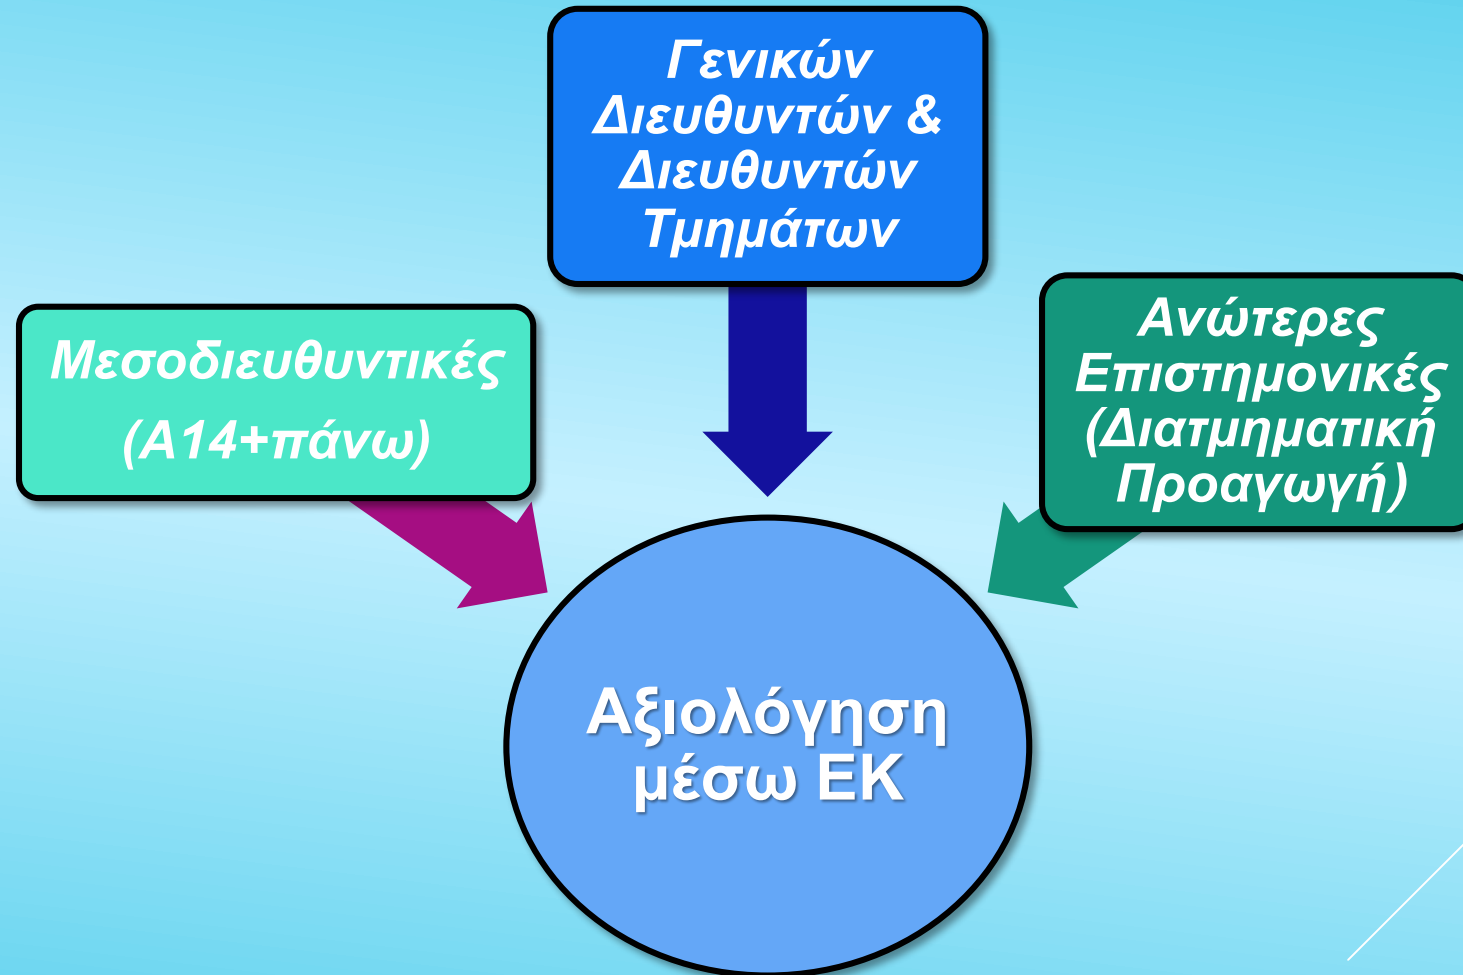 Γενικών
Διευθυντών &
Διευθυντών
Τμημάτων
Μεσοδιευθυντικές
(Α14+πάνω)
Ανώτερες
Επιστημονικές
(Διατμηματική
Προαγωγή)
Αξιολόγηση
μέσω ΕΚ